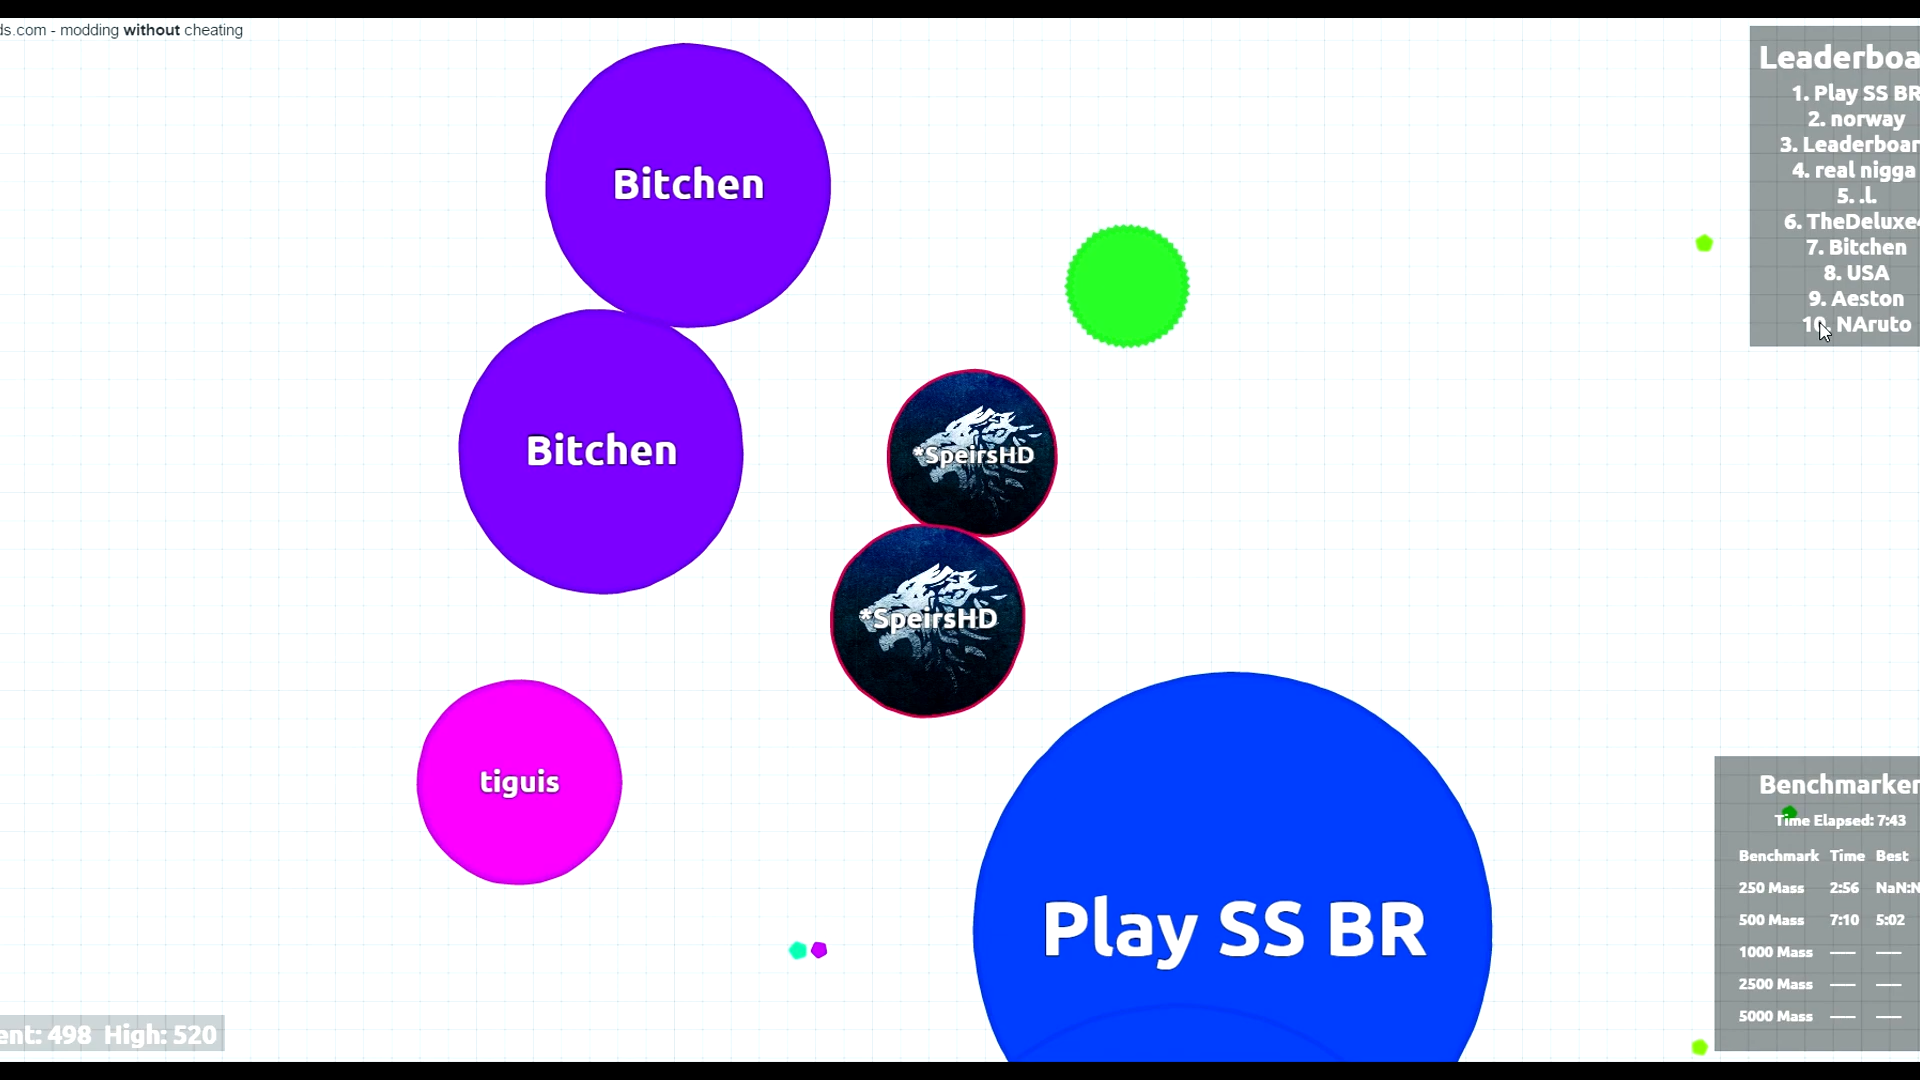 ds.com - modding without cheating
Leaderboa
1. Play SS BR
2. norway
3. Leaderboar
4. real nigga
5. .l.
6. TheDeluxe
7. Bitchen
8. USA
9. Aeston
10. NAruto
Bitchen
Bitchen
*SpeirsHD
*SpeirsHD
tiguis
Play SS BR
Benchmarker
Time Elapsed: 7:43
Benchmark Time Best
250 Mass 2:56 NaN:N
500 Mass 7:10 5:02
1000 Mass — —
2500 Mass — —
5000 Mass — —
ent: 498 High: 520